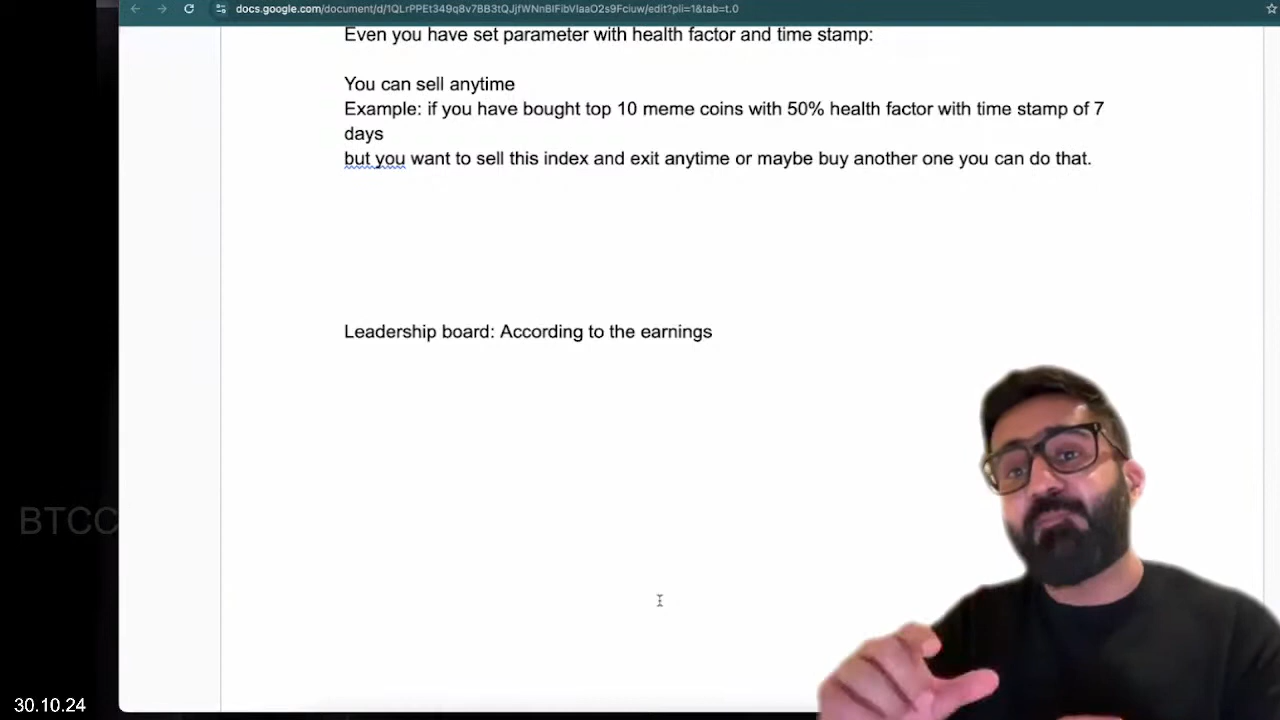 docs.google.com/document/d/1QLrPPEt349q8v7BB3tQJjfWNnBIFibVIaaO2s9Fciuw/edit?pli=1&tab=t.0
Even you have set parameter with health factor and time stamp:
You can sell anytime
Example: if you have bought top 10 meme coins with 50% health factor with time stamp of 7
days
but you want to sell this index and exit anytime or maybe buy another one you can do that.
Leadership board: According to the earnings
BTCC
30.10.24